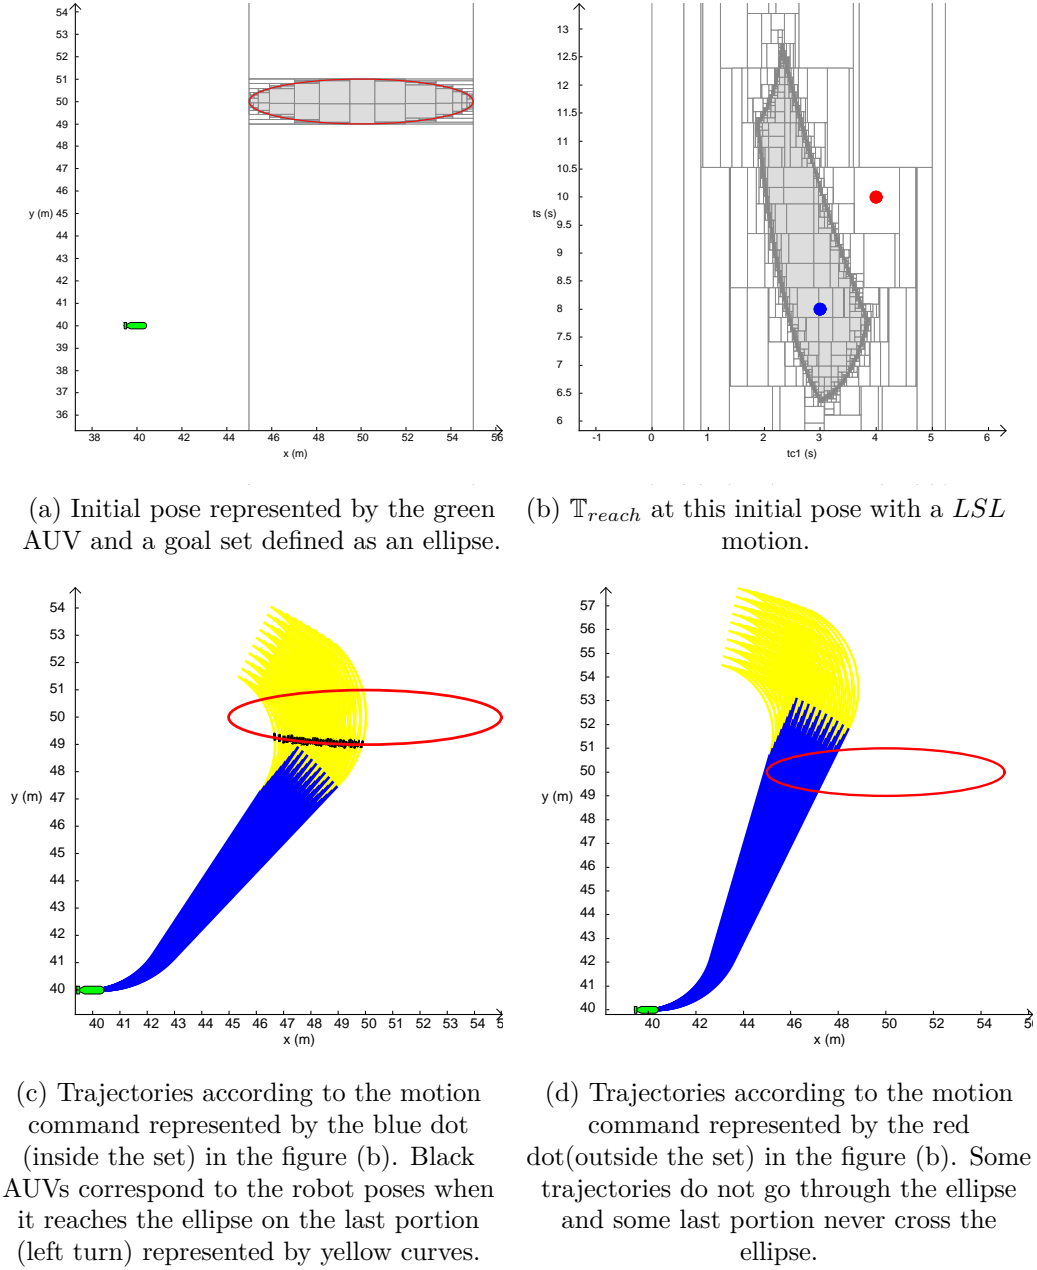 54
53
52
51
50
49
48
47
46
y (m) 45
44
43
42
41
40
39
38
37
36
38 40 42 44 46 48 50 52 54 56
x (m)
13
12.5
12
11.5
11
10.5
10
ts (s)
9.5
9
8.5
8
7.5
7
6.5
6
-1 0 1 2 3 4 5 6
tc1 (s)
(a) Initial pose represented by the green
AUV and a goal set defined as an ellipse.
(b) 𝕋reach at this initial pose with a LSL
motion.
54
53
52
51
50
49
48
y (m) 47
46
45
44
43
42
41
40
40 41 42 43 44 45 46 47 48 49 50 51 52 53 54
x (m)
57
56
55
54
53
52
51
50
y (m) 49
48
47
46
45
44
43
42
41
40
40 42 44 46 48 50 52 54
x (m)
(c) Trajectories according to the motion
command represented by the blue dot
(inside the set) in the figure (b). Black
AUVs correspond to the robot poses when
it reaches the ellipse on the last portion
(left turn) represented by yellow curves.
(d) Trajectories according to the motion
command represented by the red
dot(outside the set) in the figure (b). Some
trajectories do not go through the ellipse
and some last portion never cross the
ellipse.